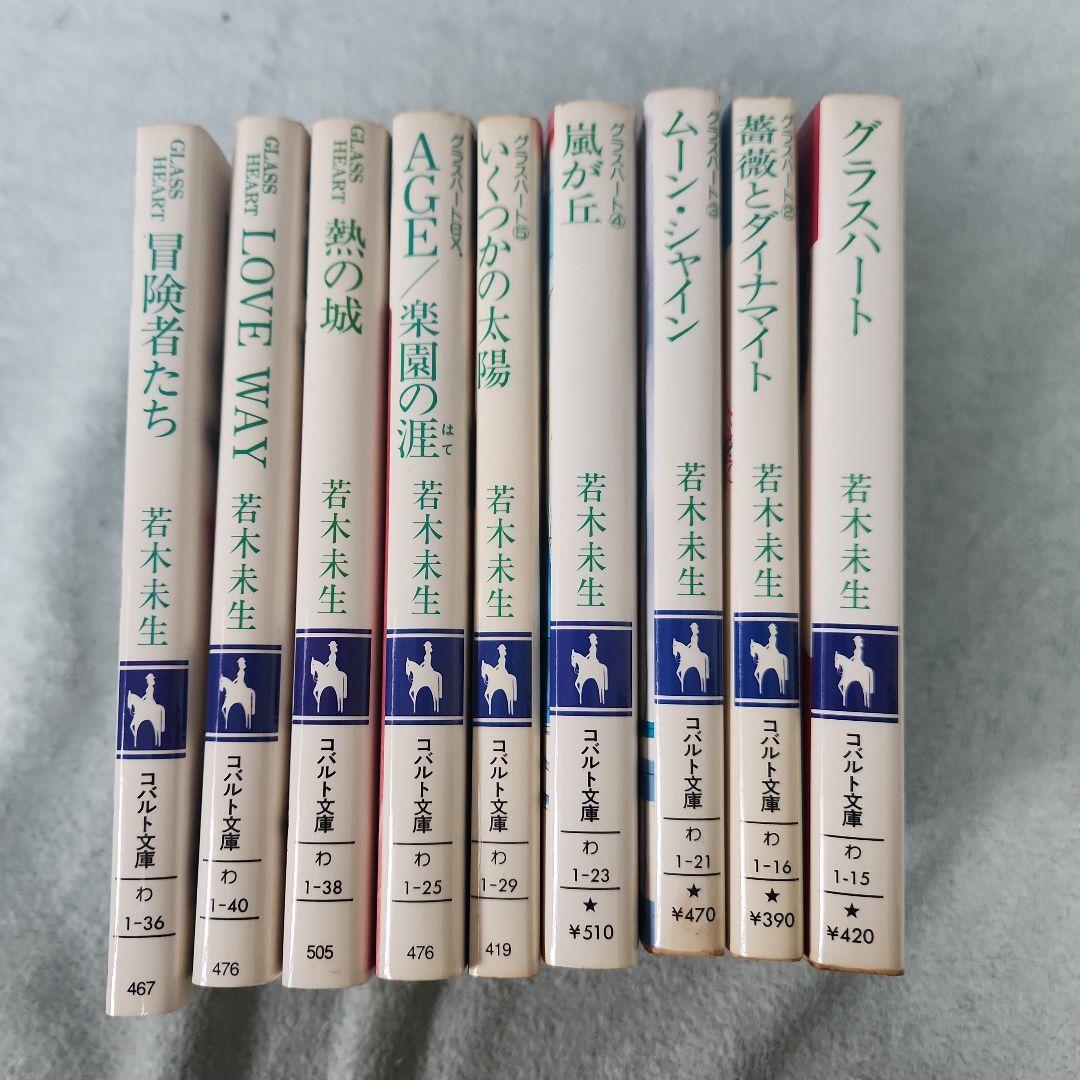 GLASS
HEART
冒険者たち
若木未生
コバルト文庫
わ
1-36
467
GLASS
HEART
LOVE WAY
若木未生
コバルト文庫
わ
1-40
476
GLASS
HEART
熱の城
若木未生
コバルト文庫
わ
1-38
505
グラスハートex.
AGE/楽園の涯
はて
若木未生
コバルト文庫
わ
1-25
476
グラスハート⑤
いくつかの太陽
若木未生
コバルト文庫
わ
1-29
419
グラスハート④
嵐が丘
若木未生
コバルト文庫
わ
1-23
★
¥510
グラスハート③
ムーン・シャイン
若木未生
コバルト文庫
わ
1-21
★
¥470
グラスハート②
薔薇とダイナマイト
若木未生
コバルト文庫
わ
1-16
★
¥390
グラスハート
若木未生
コバルト文庫
わ
1-15
★
¥420